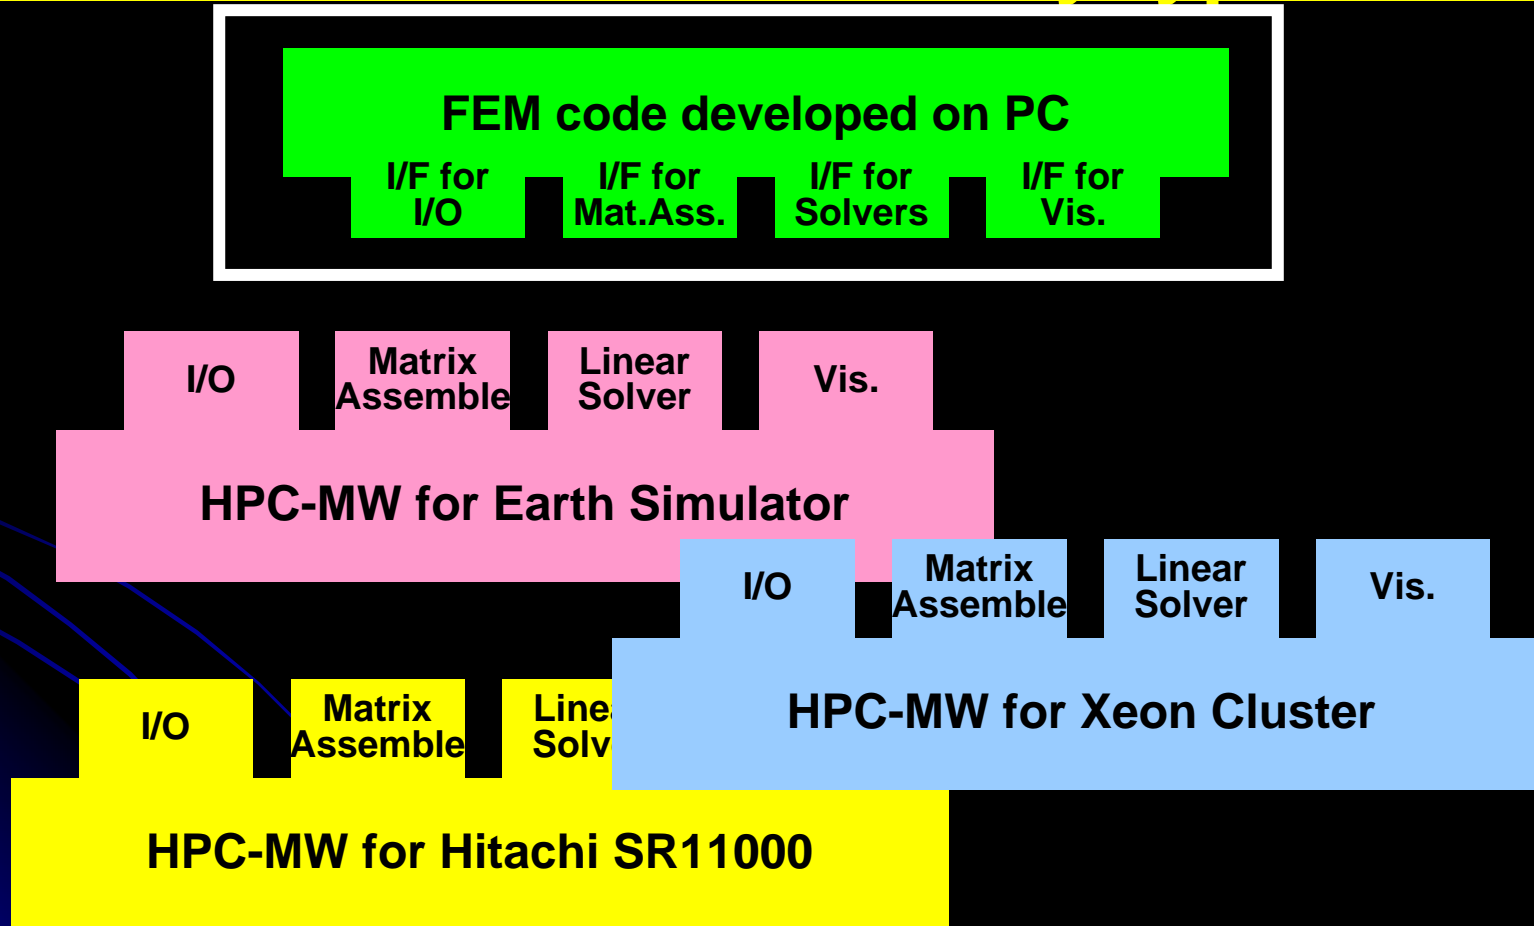 FEM code developed on PC
I/F for
I/O
I/F for
Mat.Ass.
I/F for
Solvers
I/F for
Vis.
I/O
Matrix
Assemble
Linear
Solver
Vis.
HPC-MW for Earth Simulator
I/O
Matrix
Assemble
Linear
Solver
Vis.
HPC-MW for Xeon Cluster
I/O
Matrix
Assemble
HPC-MW for Hitachi SR11000